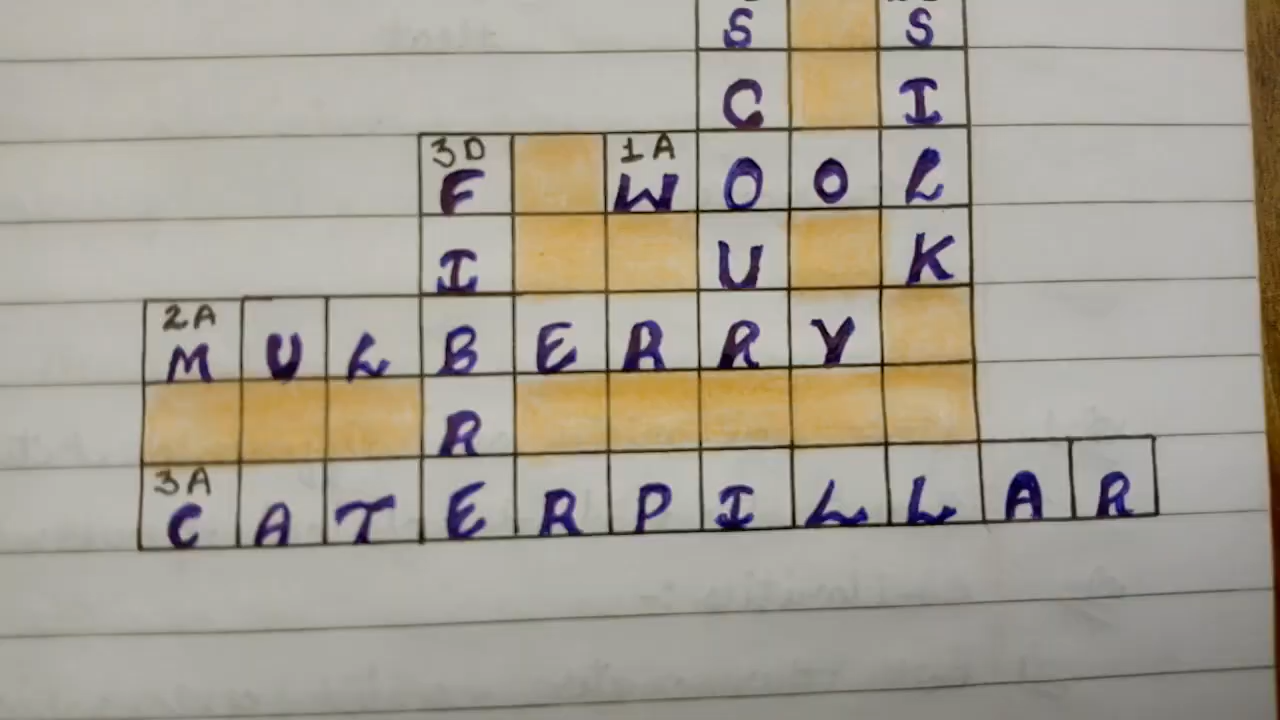 S S
C I
3D 1A
F W O O L
I U K
2A
M U L B E R R Y
R
3A
C A T E R P I L L A R